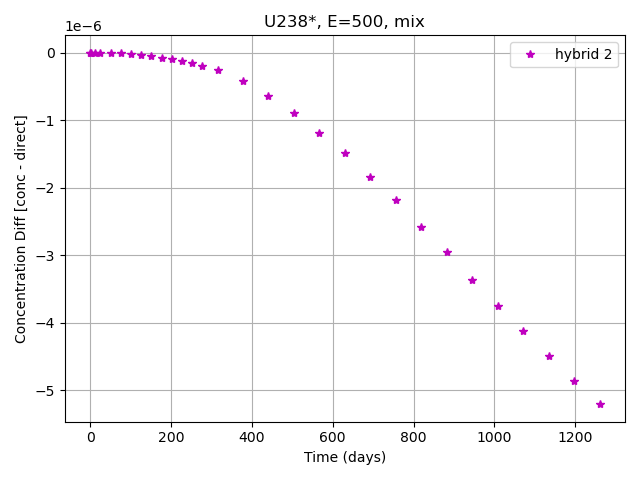 U238*, E=500, mix
1e−6
hybrid 2
0
−1
−2
−3
−4
−5
Concentration Diff [conc - direct]
0 200 400 600 800 1000 1200
Time (days)